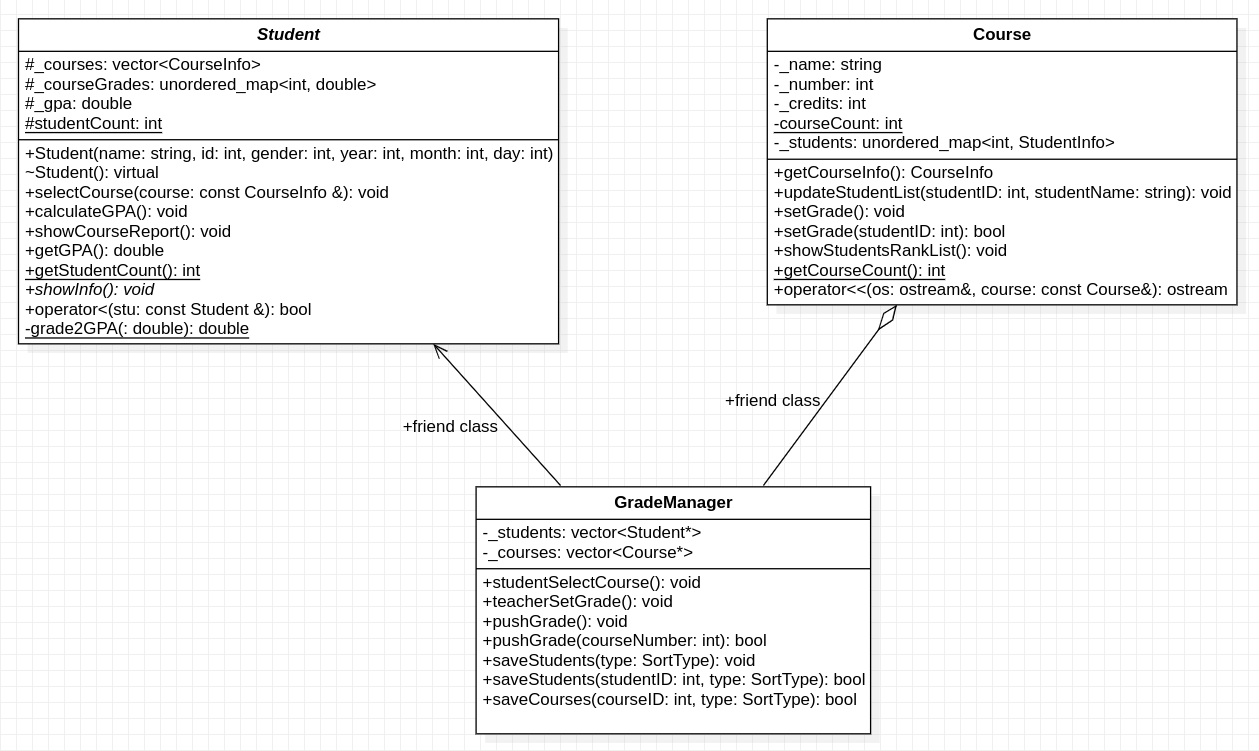 Student
#_courses: vector<CourseInfo>
#_courseGrades: unordered_map<int, double>
#_gpa: double
#studentCount: int
+Student(name: string, id: int, gender: int, year: int, month: int, day: int)
~Student(): virtual
+selectCourse(course: const CourseInfo &): void
+calculateGPA(): void
+showCourseReport(): void
+getGPA(): double
+getStudentCount(): int
+showInfo(): void
+operator<(stu: const Student &): bool
-grade2GPA(: double): double
Course
-_name: string
-_number: int
-_credits: int
-courseCount: int
-_students: unordered_map<int, StudentInfo>
+getCourseInfo(): CourseInfo
+updateStudentList(studentID: int, studentName: string): void
+setGrade(): void
+setGrade(studentID: int): bool
+showStudentsRankList(): void
+getCourseCount(): int
+operator<<(os: ostream&, course: const Course&): ostream
+friend class
+friend class
GradeManager
-_students: vector<Student*>
-_courses: vector<Course*>
+studentSelectCourse(): void
+teacherSetGrade(): void
+pushGrade(): void
+pushGrade(courseNumber: int): bool
+saveStudents(type: SortType): void
+saveStudents(studentID: int, type: SortType): bool
+saveCourses(courseID: int, type: SortType): bool